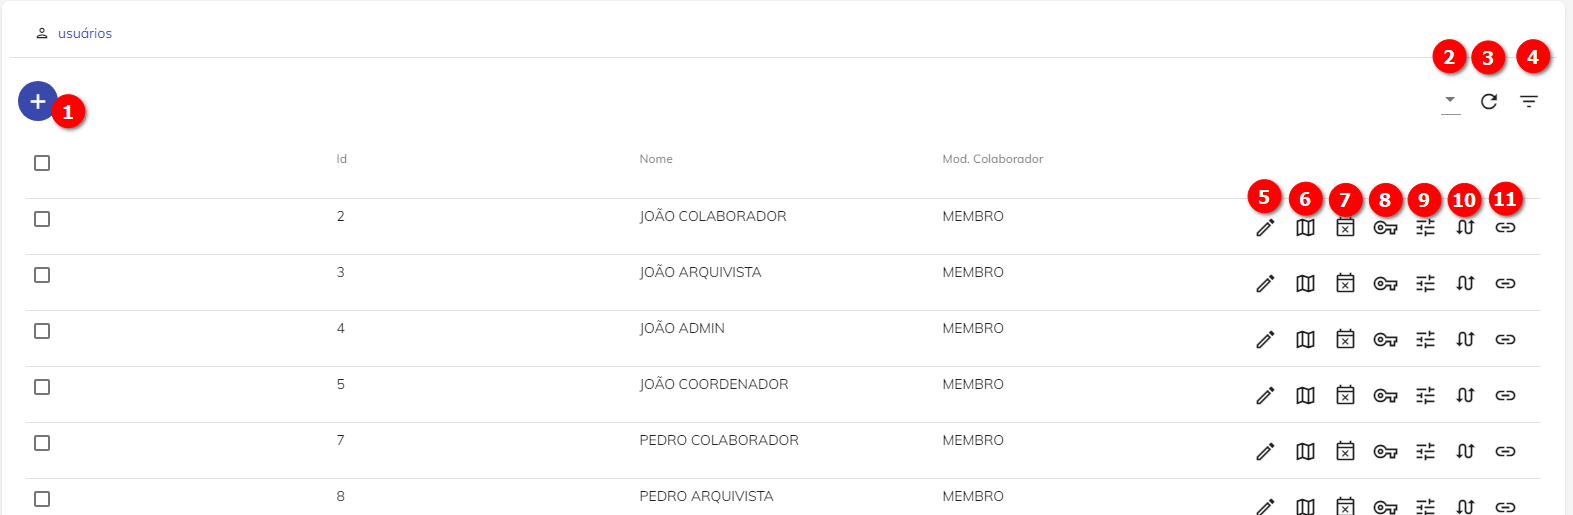 usuários
2 3 4
1
Id Nome Mod. Colaborador
5 6 7 8 9 10 11
2 JOÃO COLABORADOR MEMBRO
3 JOÃO ARQUIVISTA MEMBRO
4 JOÃO ADMIN MEMBRO
5 JOÃO COORDENADOR MEMBRO
7 PEDRO COLABORADOR MEMBRO
8 PEDRO ARQUIVISTA MEMBRO